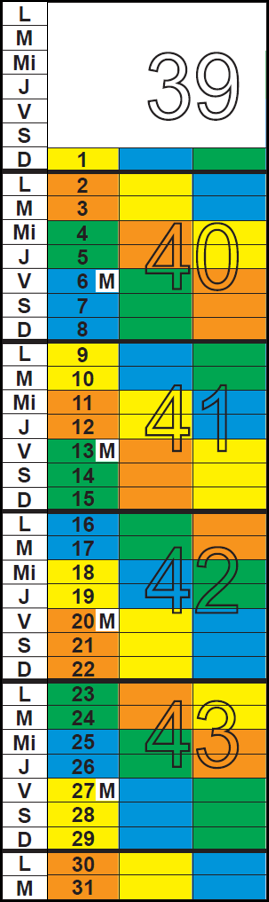 L
M
Mi
J
V
S
39
D 1
L 2
M 3
Mi 4
J 5
40
V 6 M
S 7
D 8
L 9
M 10
Mi 11
J 12
41
V 13 M
S 14
D 15
L 16
M 17
Mi 18
J 19
42
V 20 M
S 21
D 22
L 23
M 24
Mi 25
J 26
43
V 27 M
S 28
D 29
L 30
M 31